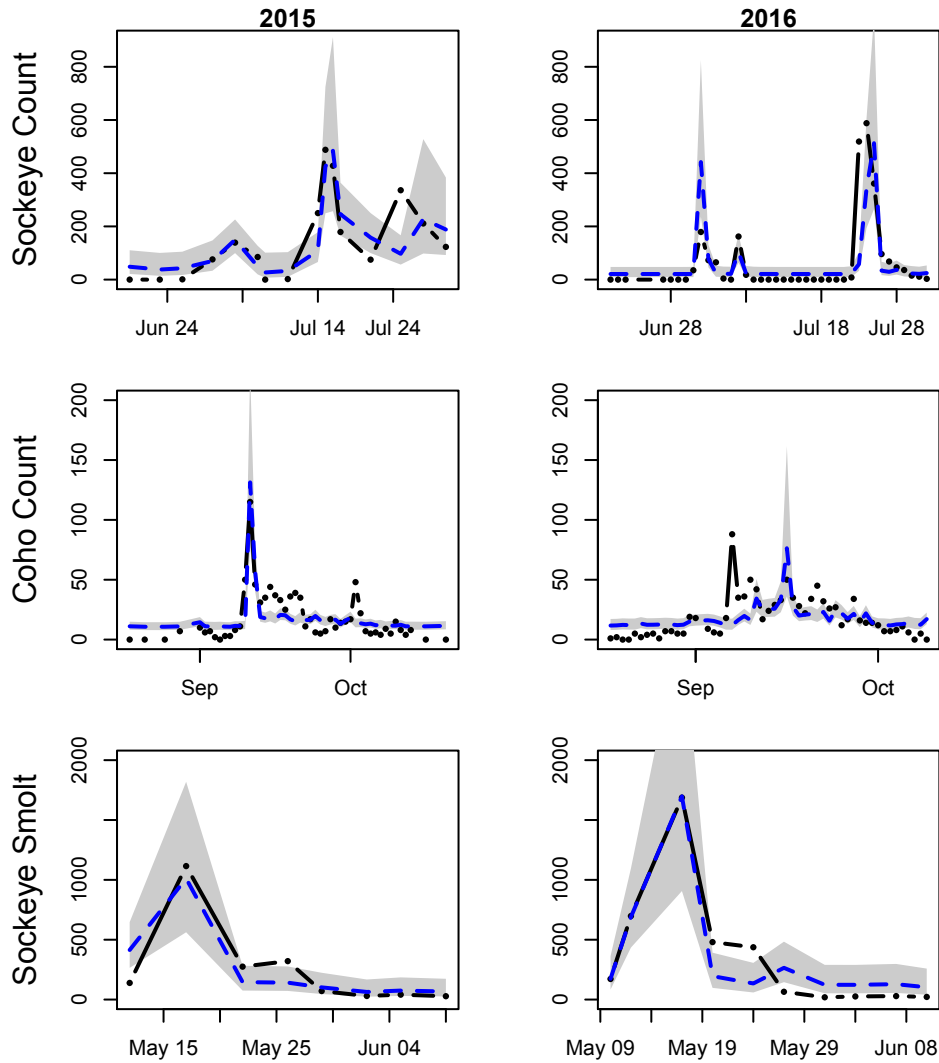 2015
2016
Sockeye Count
0
200
400
600
800
Jun 24
Jul 14
Jul 24
0
200
400
600
800
Jun 28
Jul 18
Jul 28
Coho Count
0
50
100
150
200
Sep
Oct
0
50
100
150
200
Sep
Oct
Sockeye Smolt
0
500
1000
2000
May 15
May 25
Jun 04
0
500
1000
2000
May 09
May 19
May 29
Jun 08